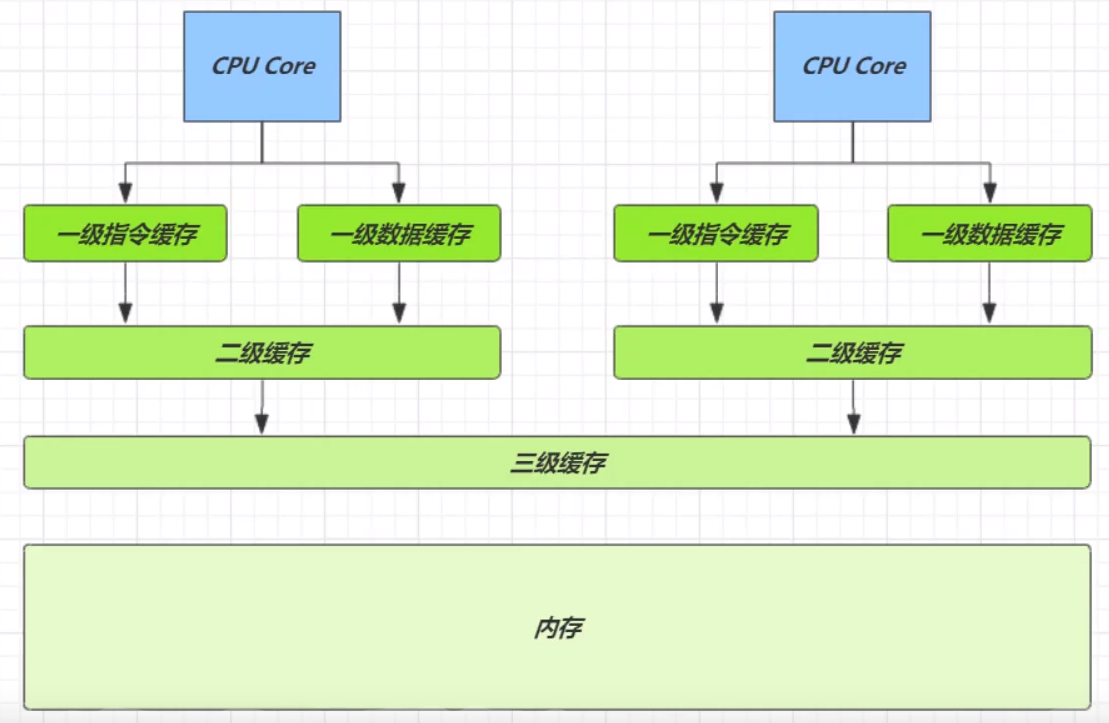 CPU Core
CPU Core
一级指令缓存
一级数据缓存
一级指令缓存
一级数据缓存
二级缓存
二级缓存
三级缓存
内存